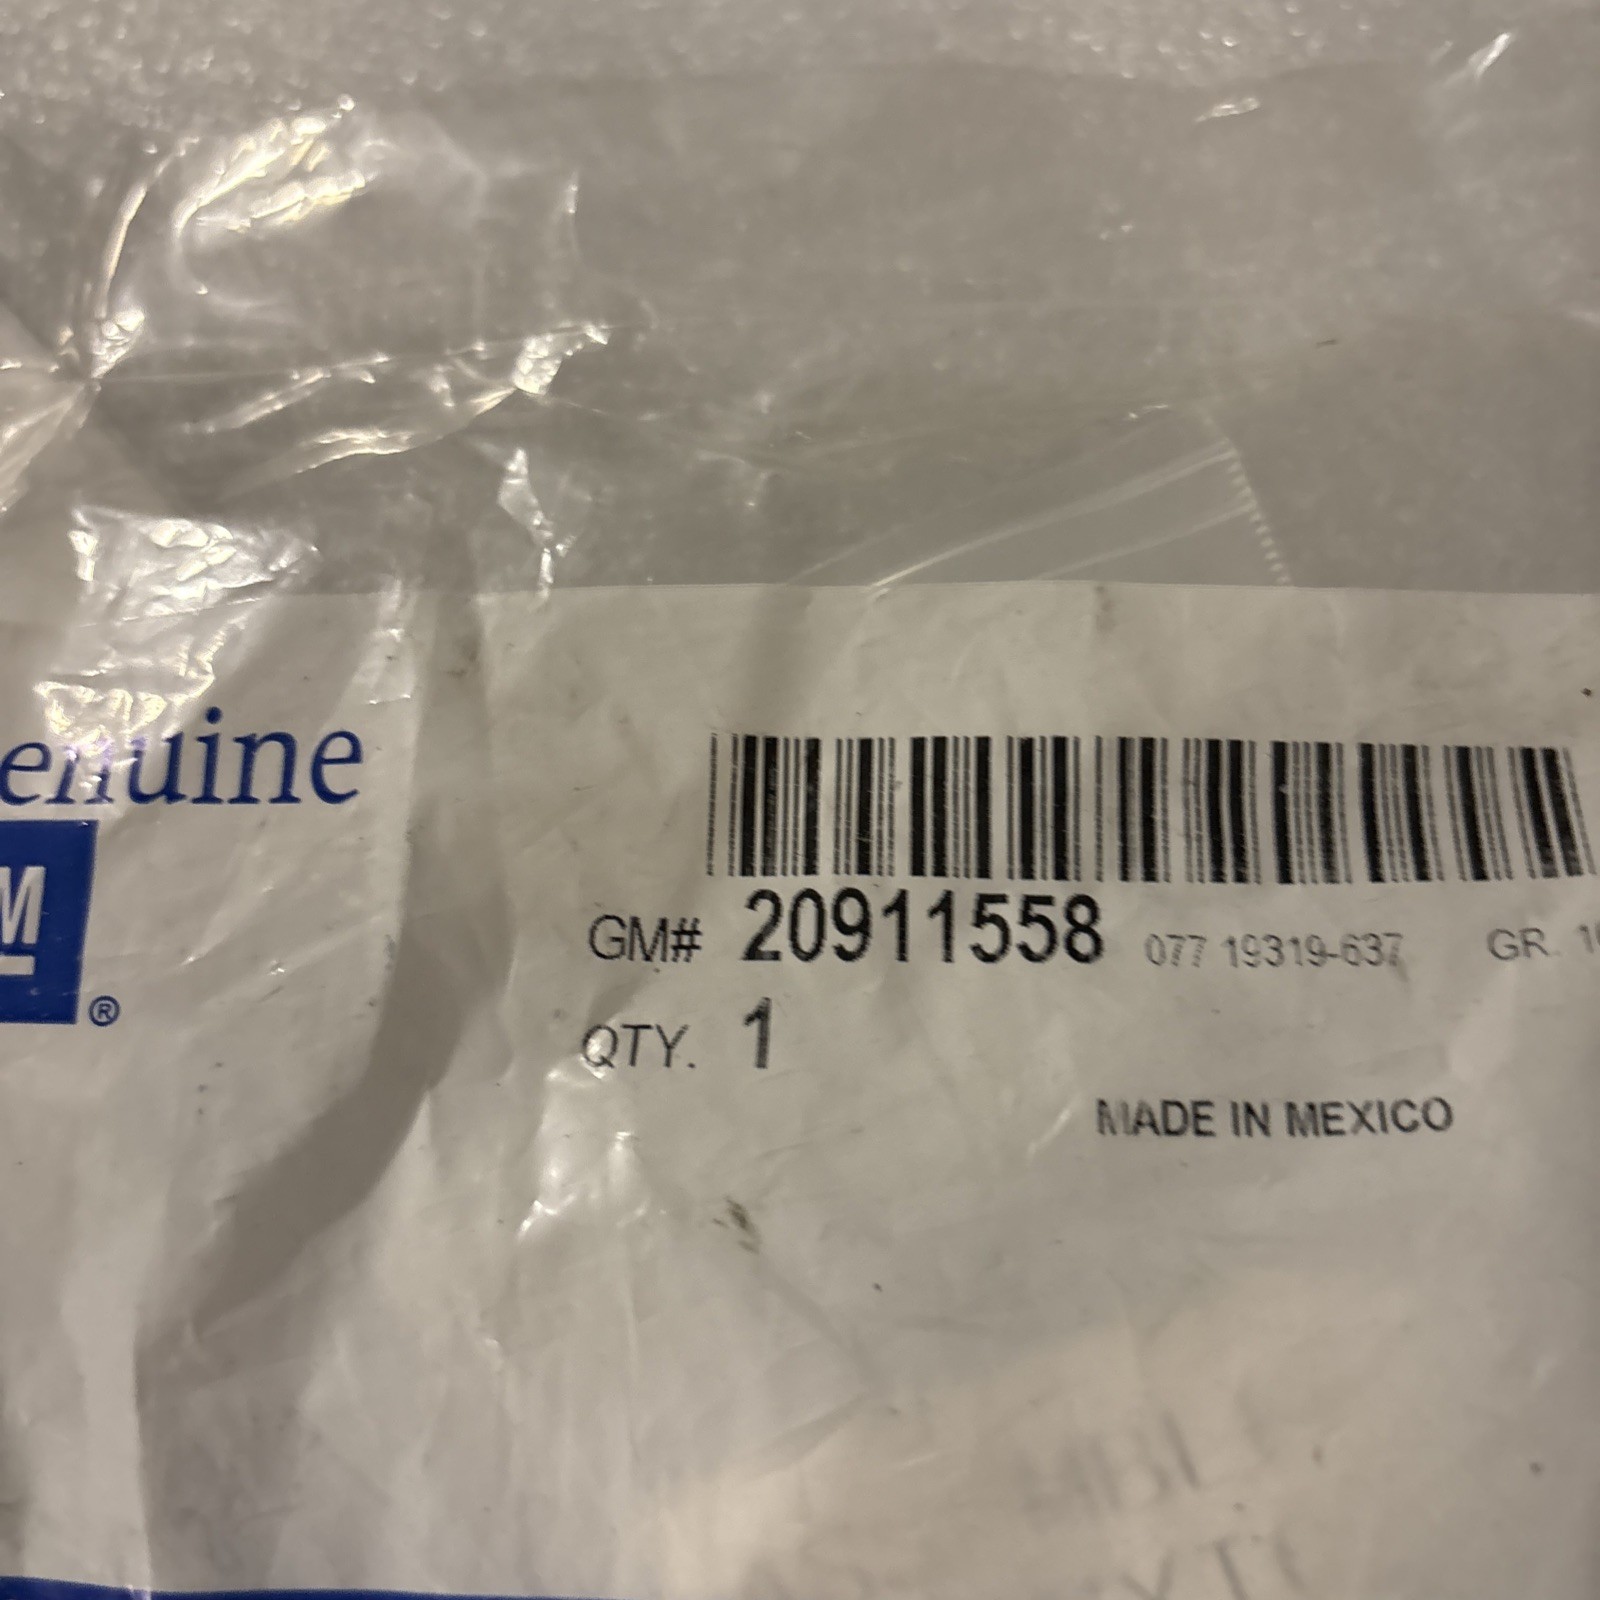 enuine
M
®
GM# 20911558 077 19319-637 GR.
QTY. 1
MADE IN MEXICO